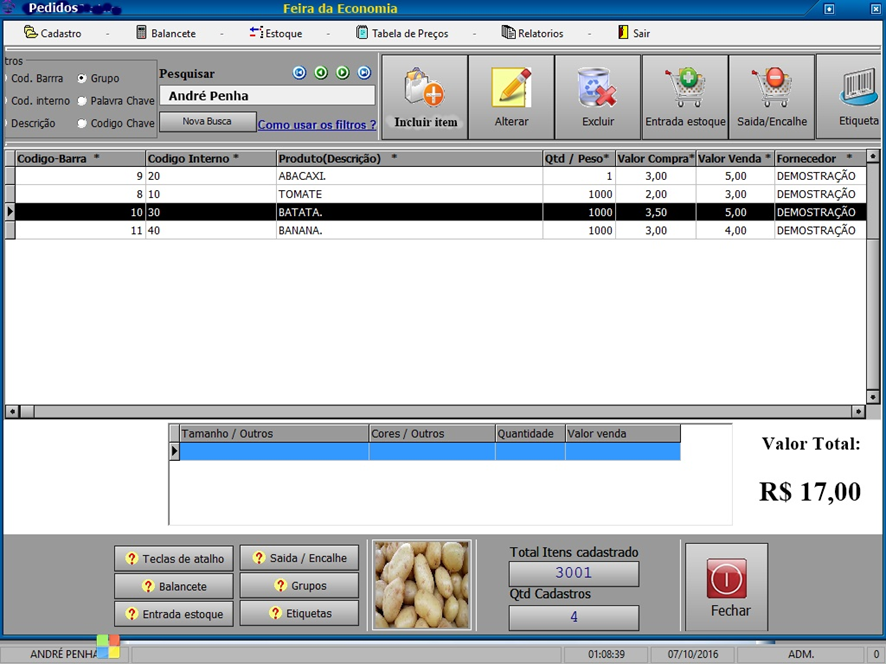 Pedidos
Feira da Economia
Cadastro - Balancete - Estoque - Tabela de Preços - Relatorios - Sair
tros
Cod. Barrra Grupo
Cod. interno Palavra Chave
Descrição Codigo Chave
Pesquisar
André Penha
Nova Busca Como usar os filtros ?
Incluir item Alterar Excluir Entrada estoque Saida/Encalhe Etiqueta
Codigo-Barra * Codigo Interno * Produto(Descrição) * Qtd / Peso* Valor Compra* Valor Venda * Fornecedor *
9 20 ABACAXI. 1 3,00 5,00 DEMOSTRAÇÃO
8 10 TOMATE 1000 2,00 3,00 DEMOSTRAÇÃO
10 30 BATATA. 1000 3,50 5,00 DEMOSTRAÇÃO
11 40 BANANA. 1000 3,00 4,00 DEMOSTRAÇÃO
Tamanho / Outros Cores / Outros Quantidade Valor venda
Valor Total:
R$ 17,00
? Teclas de atalho ? Saida / Encalhe
? Balancete ? Grupos
? Entrada estoque ? Etiquetas
Total Itens cadastrado
3001
Qtd Cadastros
4
Fechar
ANDRÉ PENHA 01:08:39 07/10/2016 ADM. 0